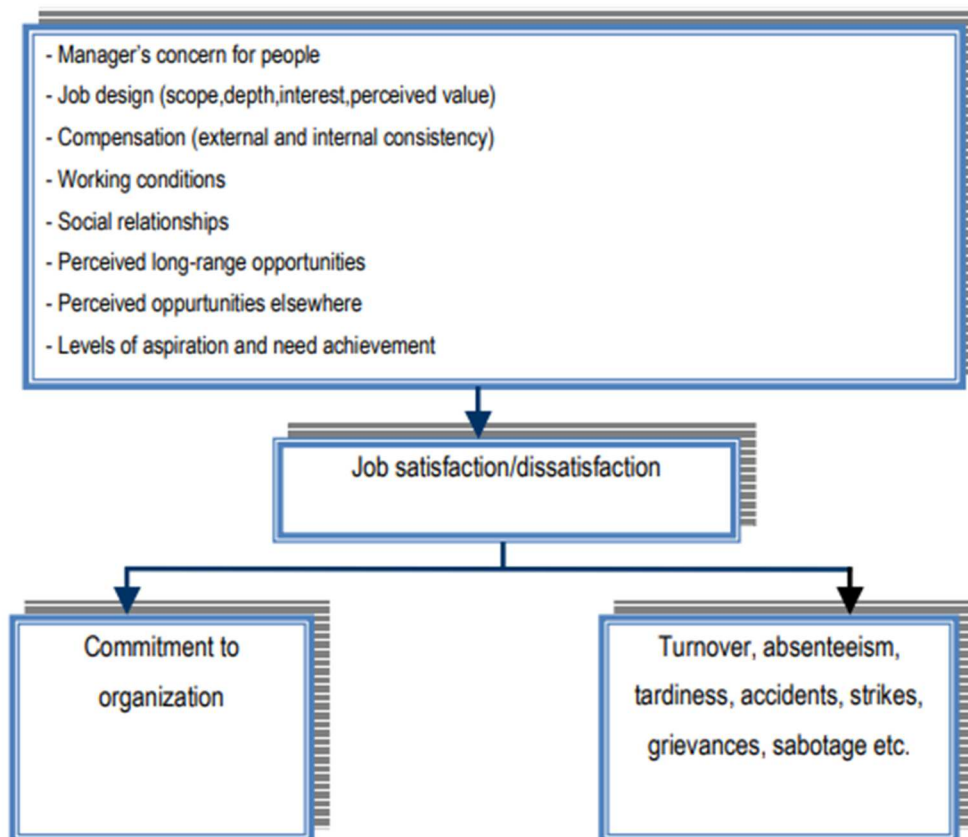 - Manager's concern for people
- Job design (scope,depth,interest,perceived value)
- Compensation (external and internal consistency)
- Working conditions
- Social relationships
- Perceived long-range opportunities
- Perceived oppurtunities elsewhere
- Levels of aspiration and need achievement
Job satisfaction/dissatisfaction
Commitment to
organization
Turnover, absenteeism,
tardiness, accidents, strikes,
grievances, sabotage etc.